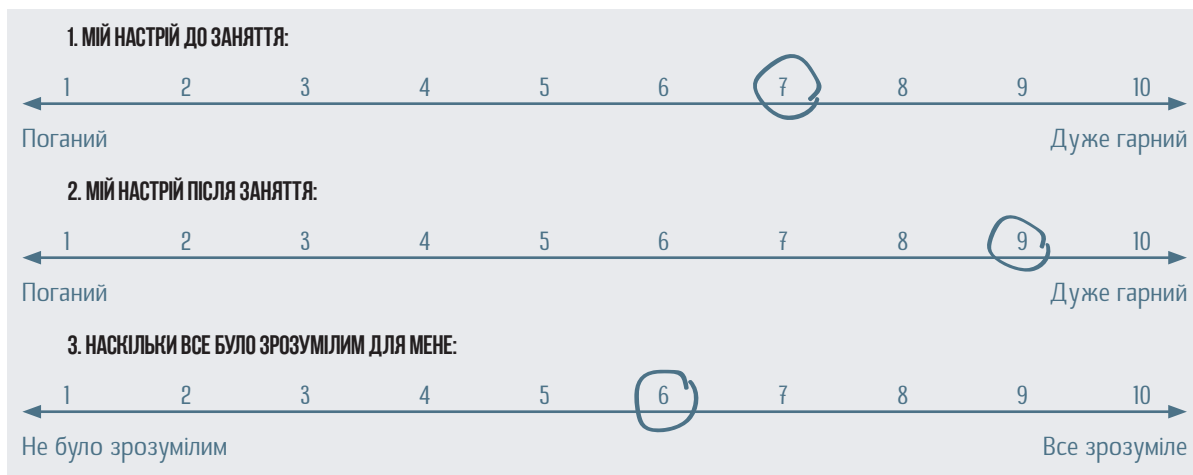 1. МІЙ НАСТРІЙ ДО ЗАНЯТТЯ:
1 2 3 4 5 6 7 8 9 10
Поганий Дуже гарний
2. МІЙ НАСТРІЙ ПІСЛЯ ЗАНЯТТЯ:
1 2 3 4 5 6 7 8 9 10
Поганий Дуже гарний
3. НАСКІЛЬКИ ВСЕ БУЛО ЗРОЗУМІЛИМ ДЛЯ МЕНЕ:
1 2 3 4 5 6 7 8 9 10
Не було зрозумілим Все зрозуміле